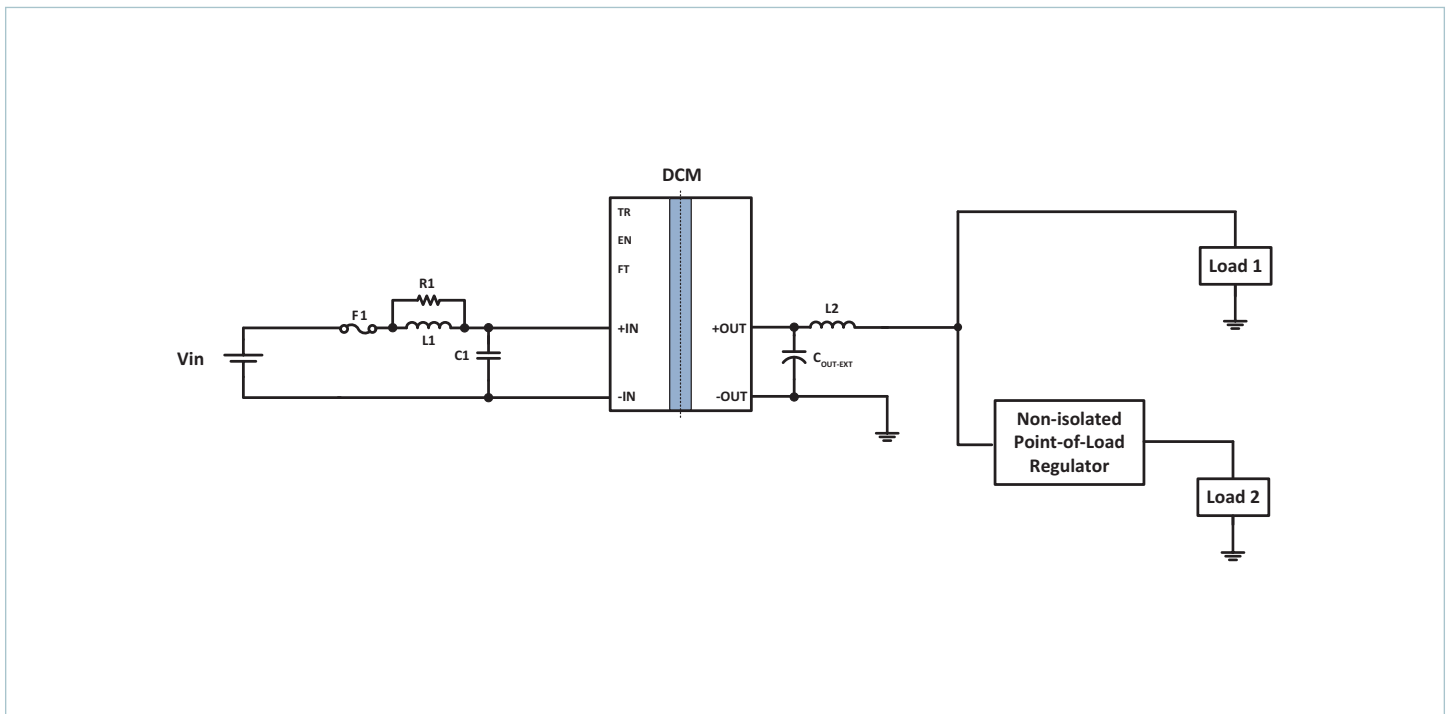 DCM
TR
EN
FT
+IN
-IN
+OUT
-OUT
Vin
F1
R1
L1
C1
L2
COUT-EXT
Load 1
Non-isolated
Point-of-Load
Regulator
Load 2